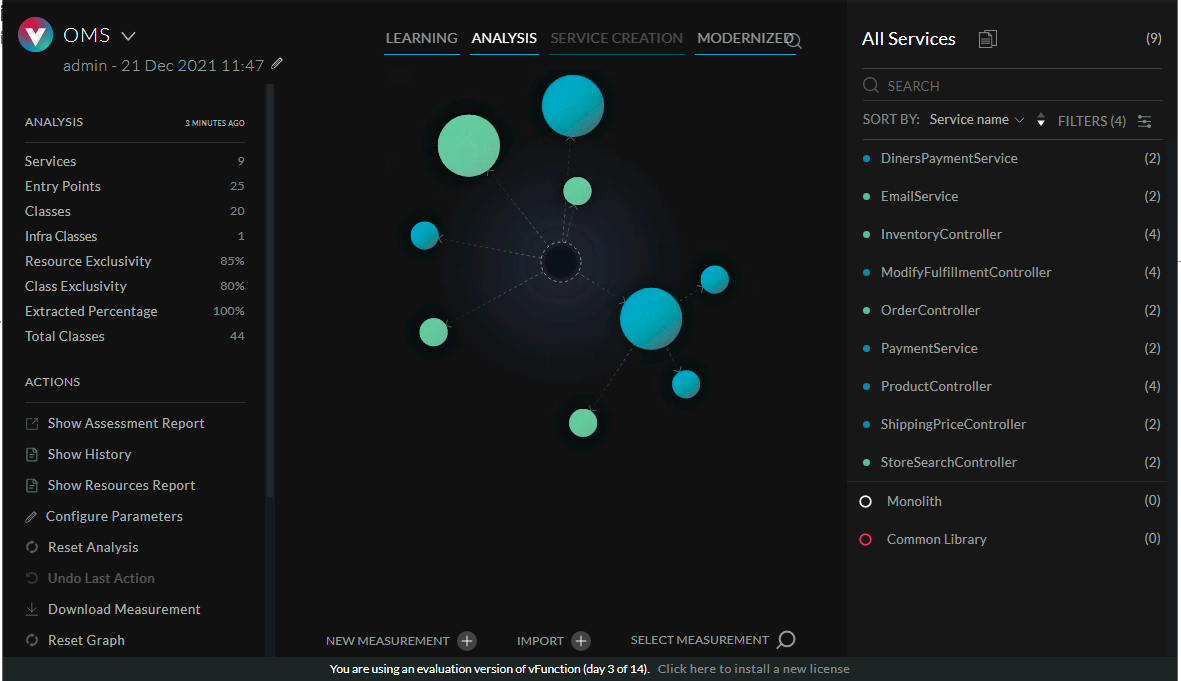 OMS
admin - 21 Dec 2021 11:47
ANALYSIS 3 MINUTES AGO
Services 9
Entry Points 25
Classes 20
Infra Classes 1
Resource Exclusivity 85%
Class Exclusivity 80%
Extracted Percentage 100%
Total Classes 44
ACTIONS
Show Assessment Report
Show History
Show Resources Report
Configure Parameters
Reset Analysis
Undo Last Action
Download Measurement
Reset Graph
LEARNING ANALYSIS SERVICE CREATION MODERNIZED
NEW MEASUREMENT IMPORT SELECT MEASUREMENT
All Services (9)
SEARCH
SORT BY: Service name FILTERS (4)
DinersPaymentService (2)
EmailService (2)
InventoryController (4)
ModifyFulfillmentController (4)
OrderController (2)
PaymentService (2)
ProductController (4)
ShippingPriceController (2)
StoreSearchController (2)
Monolith (0)
Common Library (0)
You are using an evaluation version of vFunction (day 3 of 14). Click here to install a new license